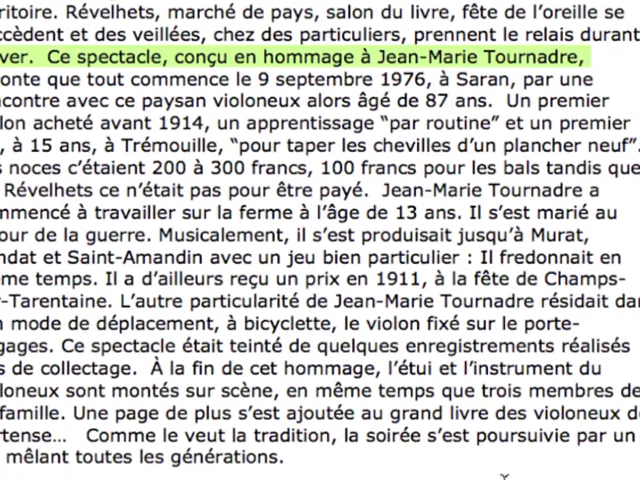 ritoire. Révelhets, marché de pays, salon du livre, fête de l’oreille se
ccèdent et des veillées, chez des particuliers, prennent le relais durant
ver.  Ce spectacle, conçu en hommage à Jean-Marie Tournadre,
onte que tout commence le 9 septembre 1976, à Saran, par une
ncontre avec ce paysan violoneux alors âgé de 87 ans.  Un premier
lon acheté avant 1914, un apprentissage “par routine” et un premier
, à 15 ans, à Trémouille, “pour taper les chevilles d’un plancher neuf”.
s noces c’étaient 200 à 300 francs, 100 francs pour les bals tandis que
Révelhets ce n’était pas pour être payé.  Jean-Marie Tournadre a
mmencé à travailler sur la ferme à l’âge de 13 ans. Il s’est marié au
our de la guerre. Musicalement, il s’est produisait jusqu’à Murat,
ndat et Saint-Amandin avec un jeu bien particulier : Il fredonnait en
me temps. Il a d’ailleurs reçu un prix en 1911, à la fête de Champs-
r-Tarentaine. L’autre particularité de Jean-Marie Tournadre résidait dan
n mode de déplacement, à bicyclette, le violon fixé sur le porte-
gages. Ce spectacle était teinté de quelques enregistrements réalisés
s de collectage.  À la fin de cet hommage, l’étui et l’instrument du
oloneux sont montés sur scène, en même temps que trois membres de
famille. Une page de plus s’est ajoutée au grand livre des violoneux de
rtense…   Comme le veut la tradition, la soirée s’est poursuivie par un
mêlant toutes les générations.